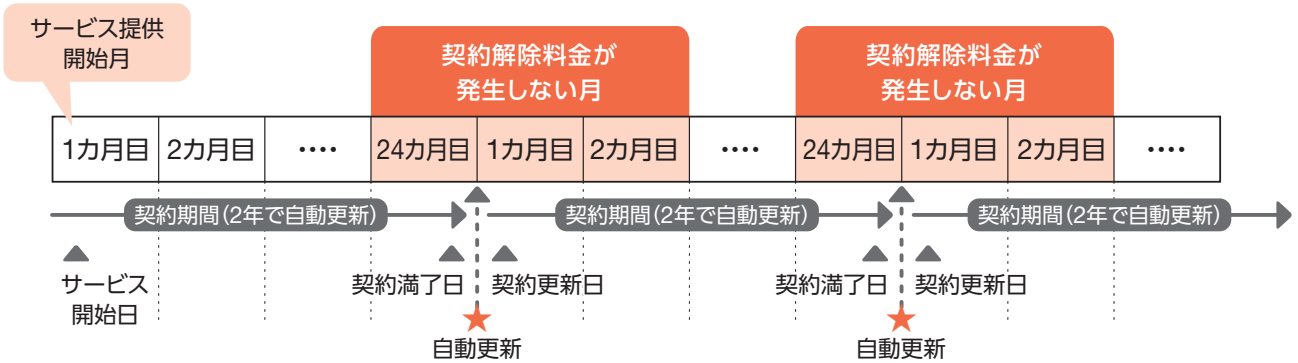 サービス提供
開始月
契約解除料金が
発生しない月
契約解除料金が
発生しない月
1カ月目 2カ月目 ···· 24カ月目 1カ月目 2カ月目 ···· 24カ月目 1カ月目 2カ月目 ····
契約期間(2年で自動更新) 契約期間(2年で自動更新) 契約期間(2年で自動更新)
サービス
開始日
契約満了日 契約更新日 契約満了日 契約更新日
自動更新 自動更新